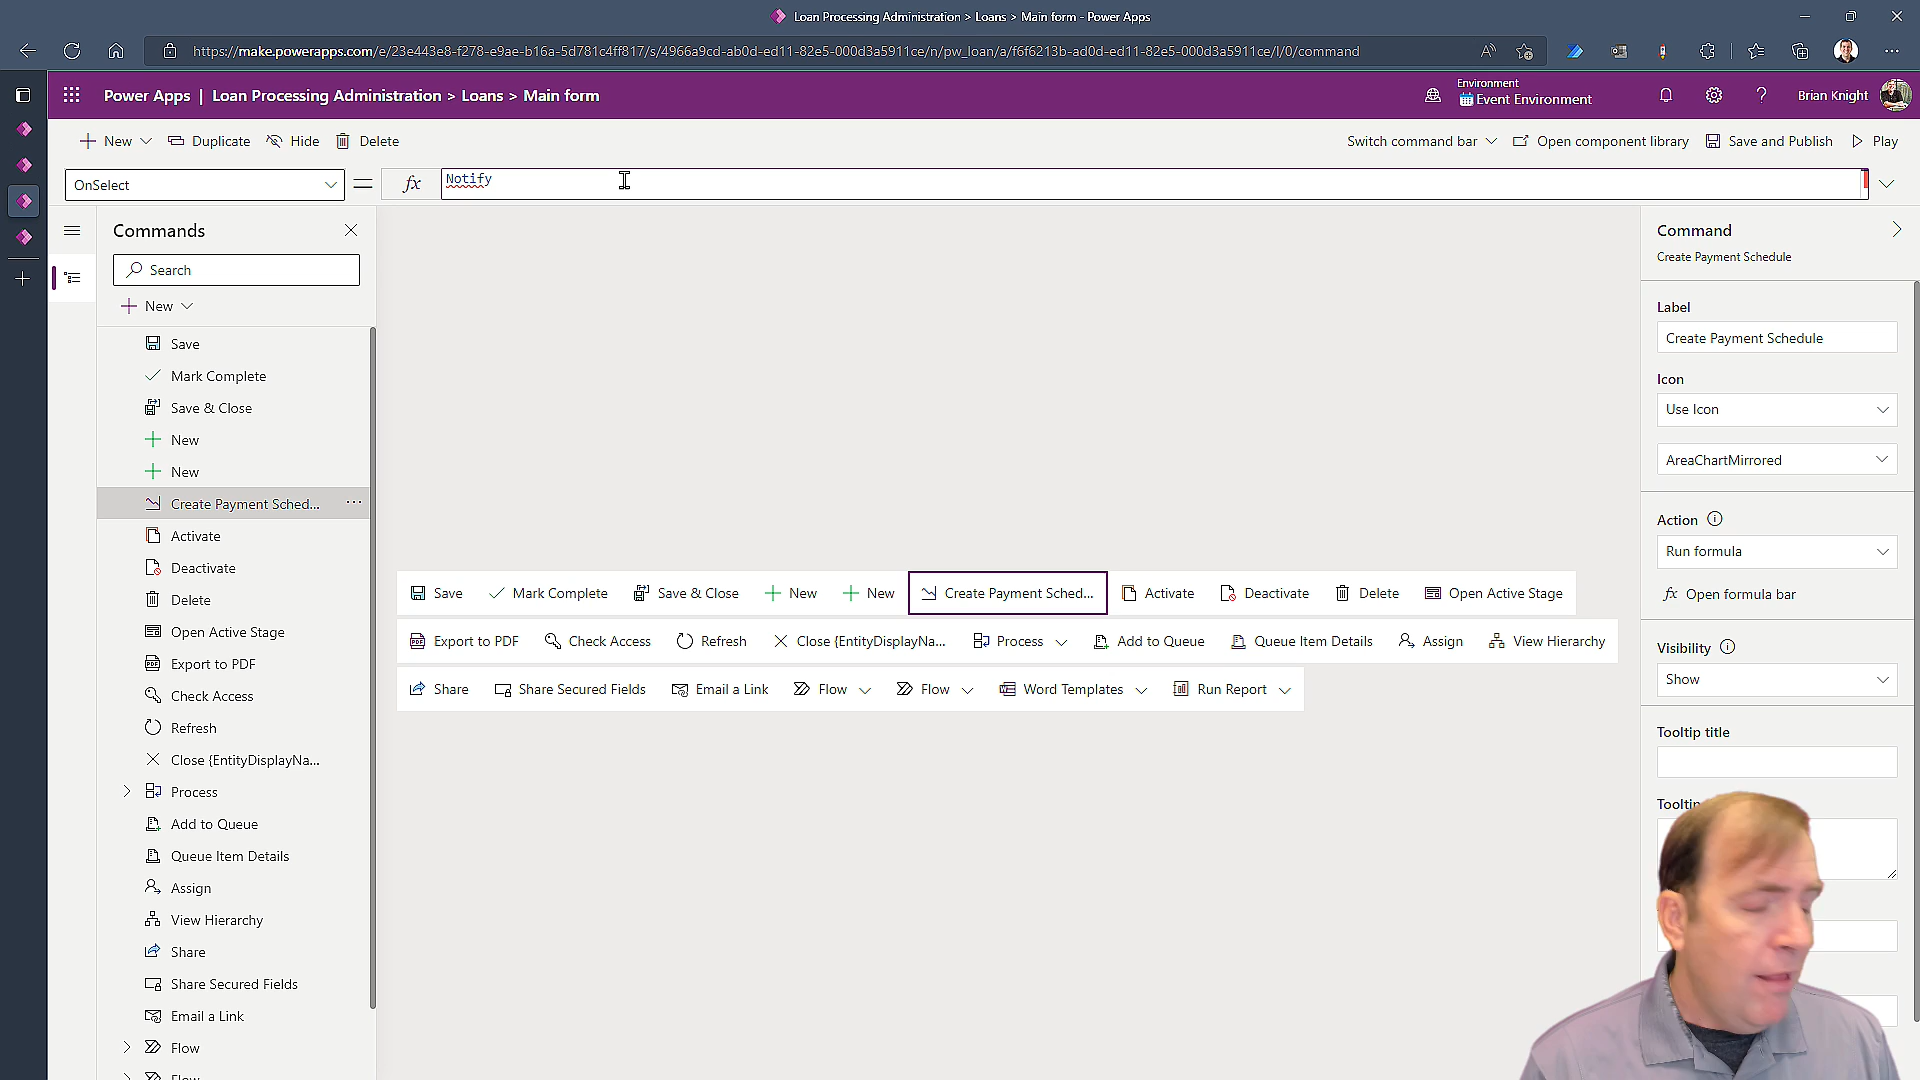 Loan Processing Administration > Loans > Main form - Power Apps
https://make.powerapps.com/e/23e443e8-f278-e9ae-b16a-5d781c4ff817/s/4966a9cd-ab0d-ed11-82e5-000d3a5911ce/n/pw_loan/a/f6f6213b-ad0d-ed11-82e5-000d3a5911ce/l/0/command
Power Apps | Loan Processing Administration > Loans > Main form
Environment
Event Environment
Brian Knight
New
Duplicate
Hide
Delete
Switch command bar
Open component library
Save and Publish
Play
OnSelect
=
fx
Notify
Commands
Search
New
Save
Mark Complete
Save & Close
New
New
Create Payment Sched...
Activate
Deactivate
Delete
Open Active Stage
Export to PDF
Check Access
Refresh
Close {EntityDisplayNa...
Process
Add to Queue
Queue Item Details
Assign
View Hierarchy
Share
Share Secured Fields
Email a Link
Flow
Flow
Save Mark Complete Save & Close New New Create Payment Sched... Activate Deactivate Delete Open Active Stage
Export to PDF Check Access Refresh Close {EntityDisplayNa... Process Add to Queue Queue Item Details Assign View Hierarchy
Share Share Secured Fields Email a Link Flow Flow Word Templates Run Report
Command
Create Payment Schedule
Label
Create Payment Schedule
Icon
Use Icon
AreaChartMirrored
Action
Run formula
fx Open formula bar
Visibility
Show
Tooltip title